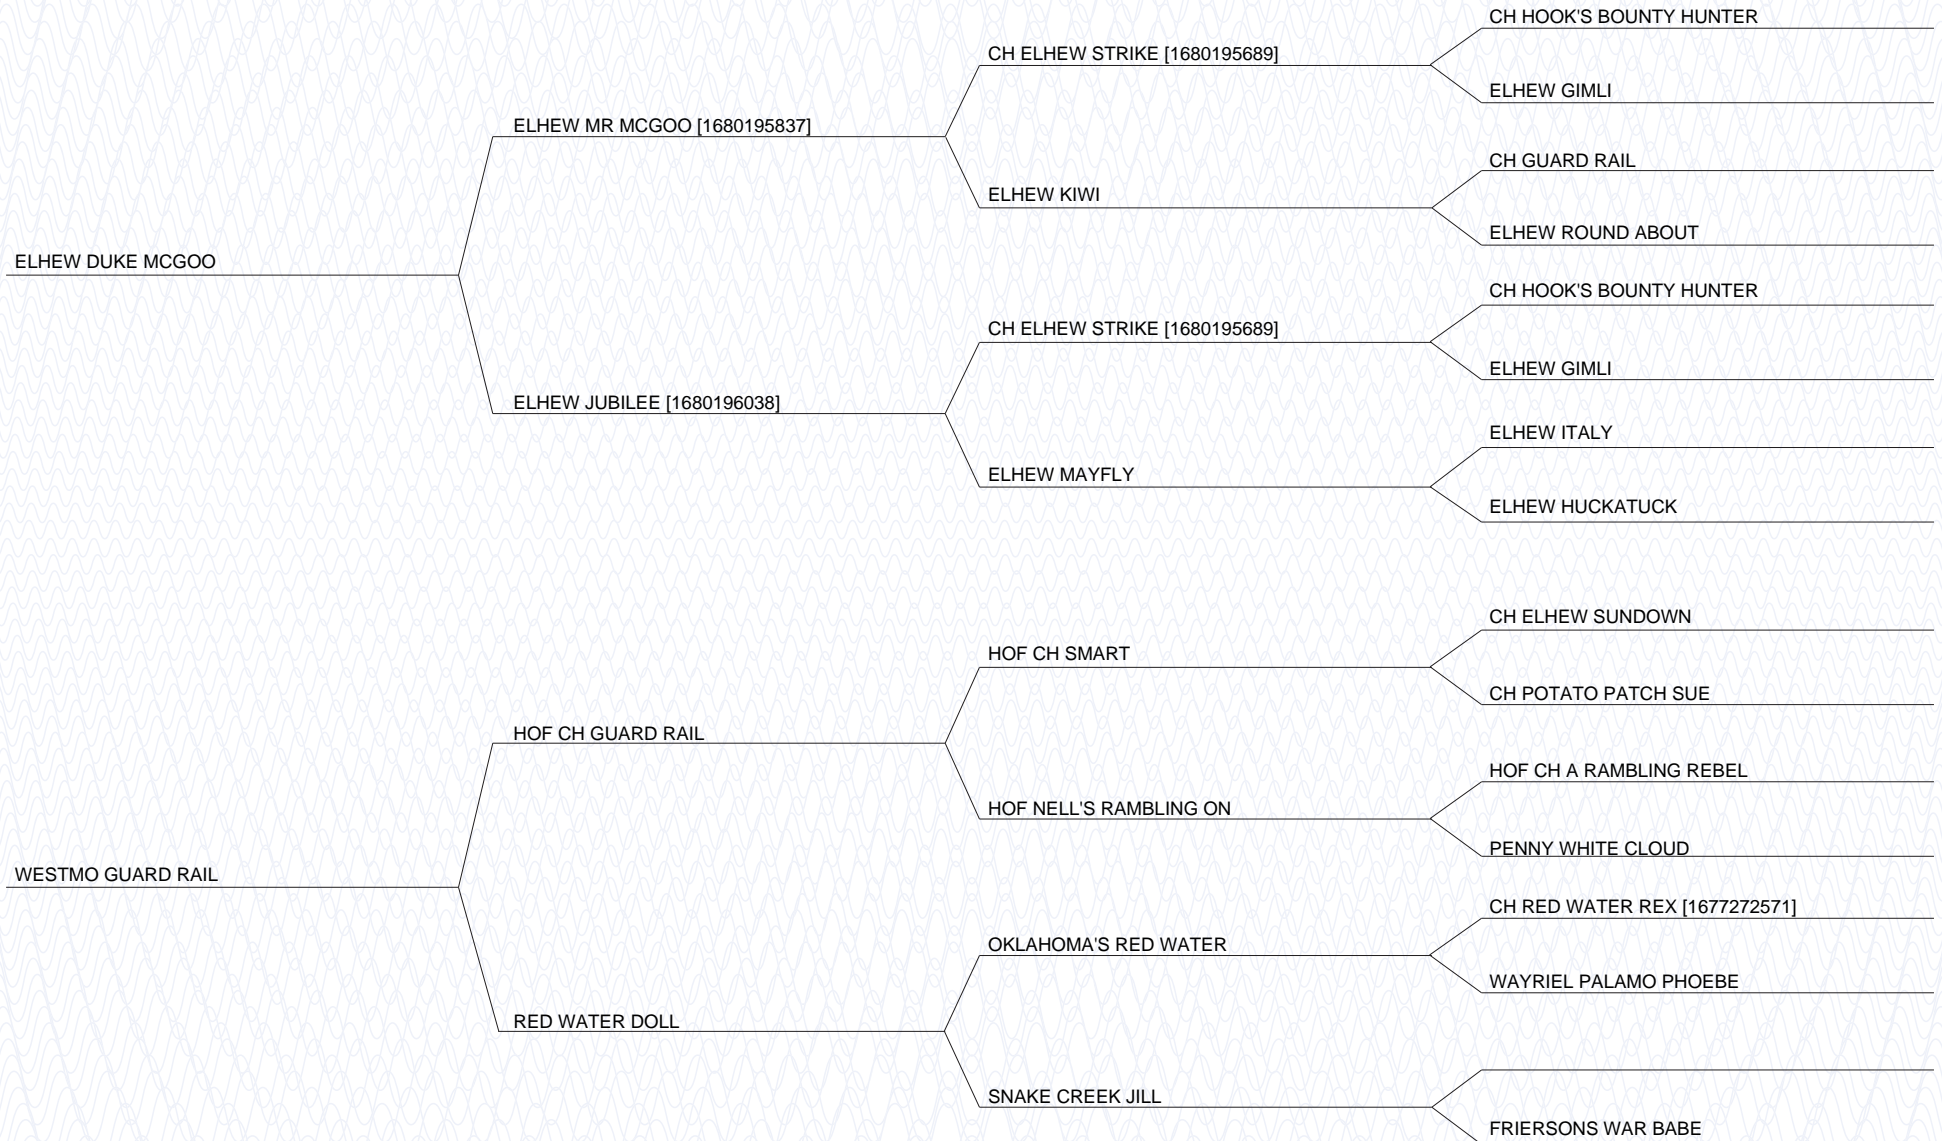 CH HOOK'S BOUNTY HUNTER
CH ELHEW STRIKE [1680195689]
ELHEW GIMLI
ELHEW MR MCGOO [1680195837]
CH GUARD RAIL
ELHEW KIWI
ELHEW ROUND ABOUT
ELHEW DUKE MCGOO
CH HOOK'S BOUNTY HUNTER
CH ELHEW STRIKE [1680195689]
ELHEW GIMLI
ELHEW JUBILEE [1680196038]
ELHEW ITALY
ELHEW MAYFLY
ELHEW HUCKATUCK
CH ELHEW SUNDOWN
HOF CH SMART
CH POTATO PATCH SUE
HOF CH GUARD RAIL
HOF CH A RAMBLING REBEL
HOF NELL'S RAMBLING ON
PENNY WHITE CLOUD
WESTMO GUARD RAIL
CH RED WATER REX [1677272571]
OKLAHOMA'S RED WATER
WAYRIEL PALAMO PHOEBE
RED WATER DOLL
SNAKE CREEK JILL
FRIERSONS WAR BABE